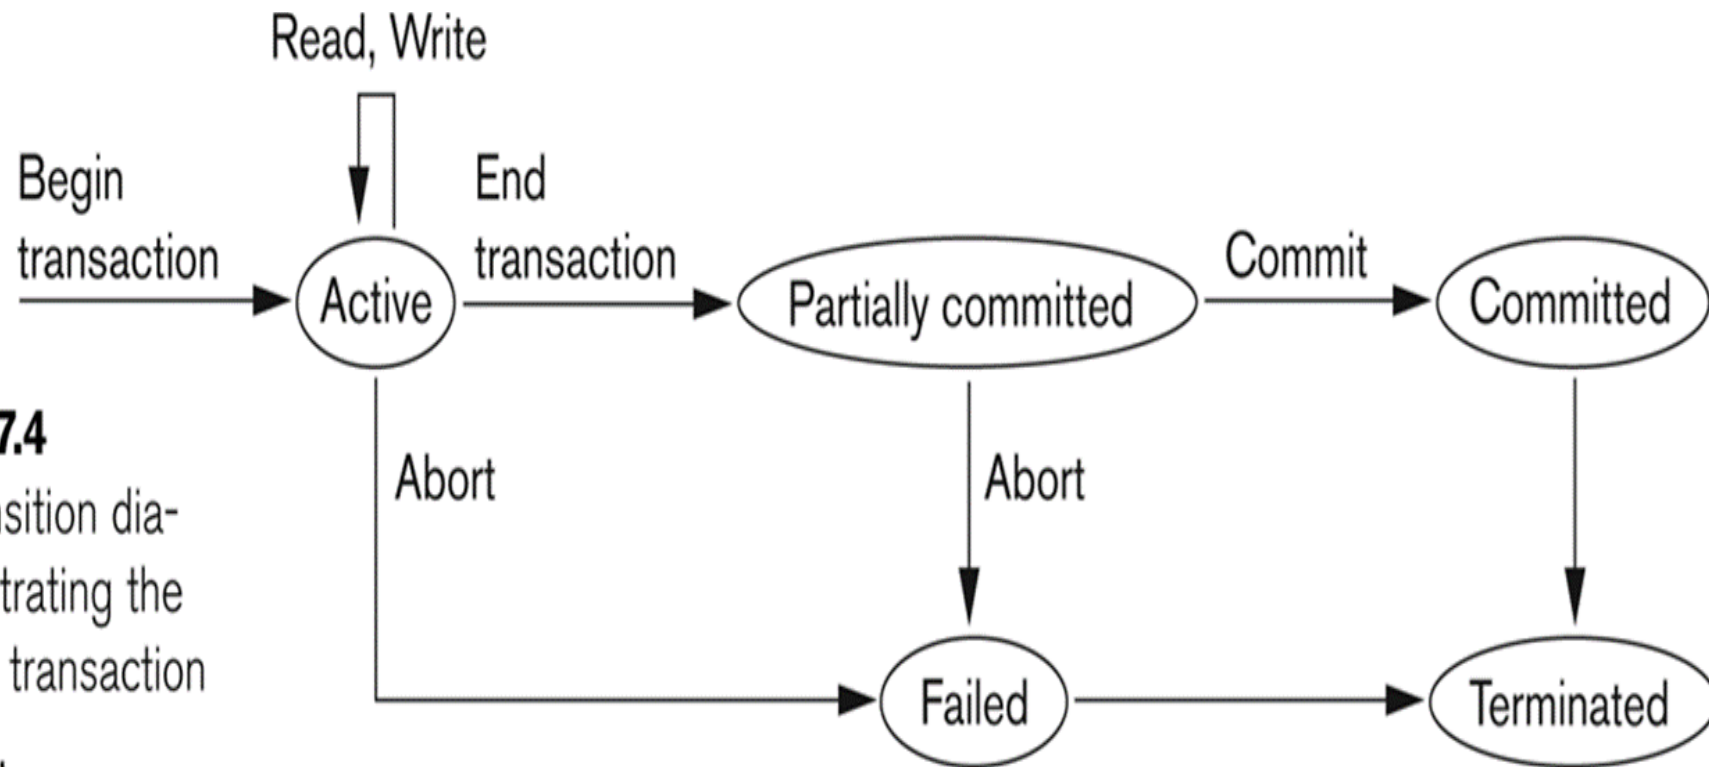 Read, Write
Begin
transaction
End
transaction
Commit
Active
Partially committed
Committed
7.4
Abort
Abort
sition dia-
trating the
transaction
Failed
Terminated